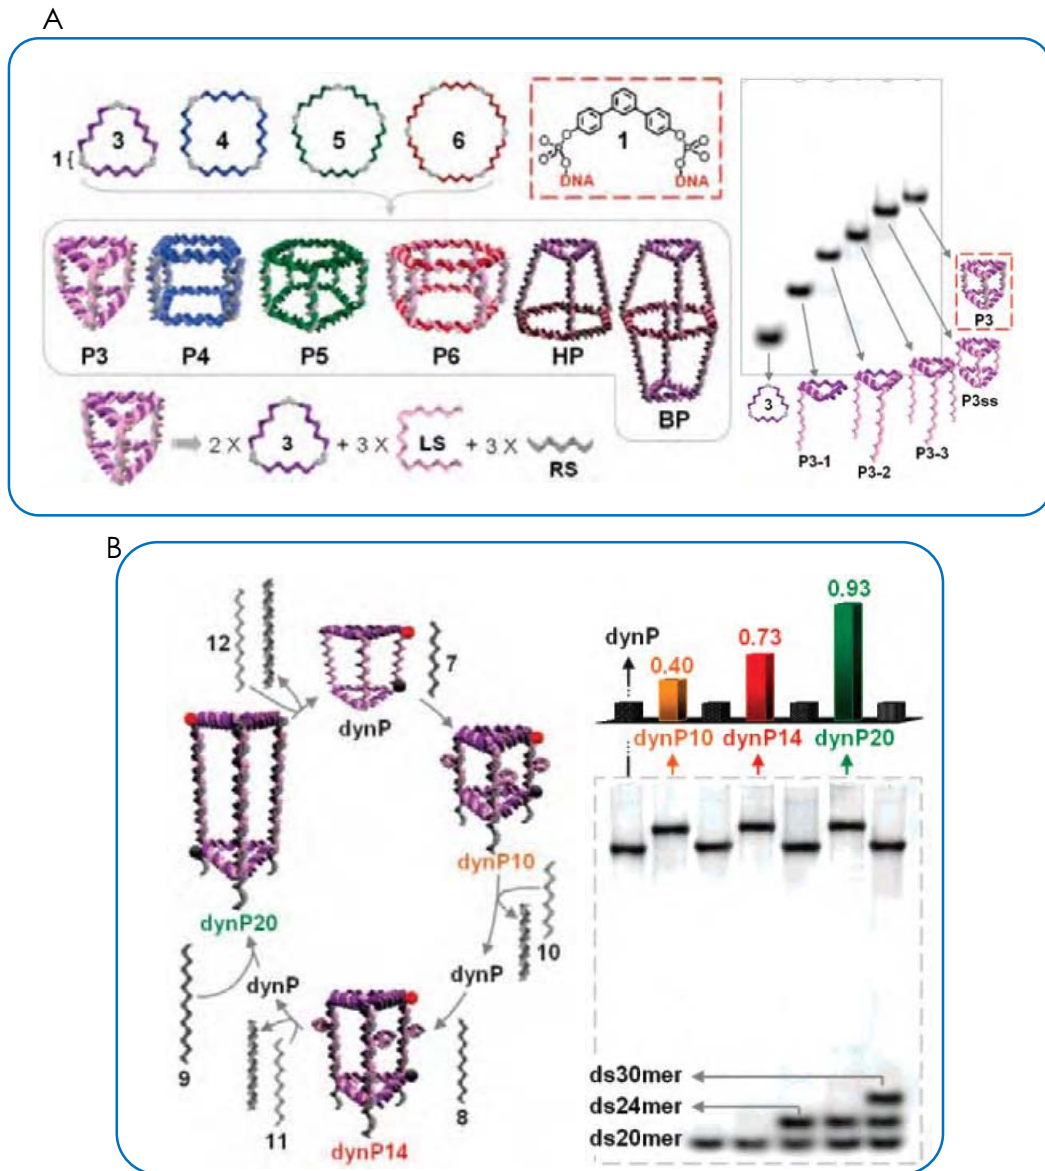 A
3
4
5
6
1{
1
O
O
O
O
O
O
O
O
P
P
DNA
DNA
P3
P4
P5
P6
HP
BP
2 X
3
+ 3 X
LS
+ 3 X
RS
3
P3-1
P3-2
P3-3
P3ss
P3
B
12
7
dynP
dynP10
10
dynP
8
dynP14
11
dynP
9
dynP20
dynP
0.40
0.73
0.93
dynP10 dynP14 dynP20
ds30mer
ds24mer
ds20mer